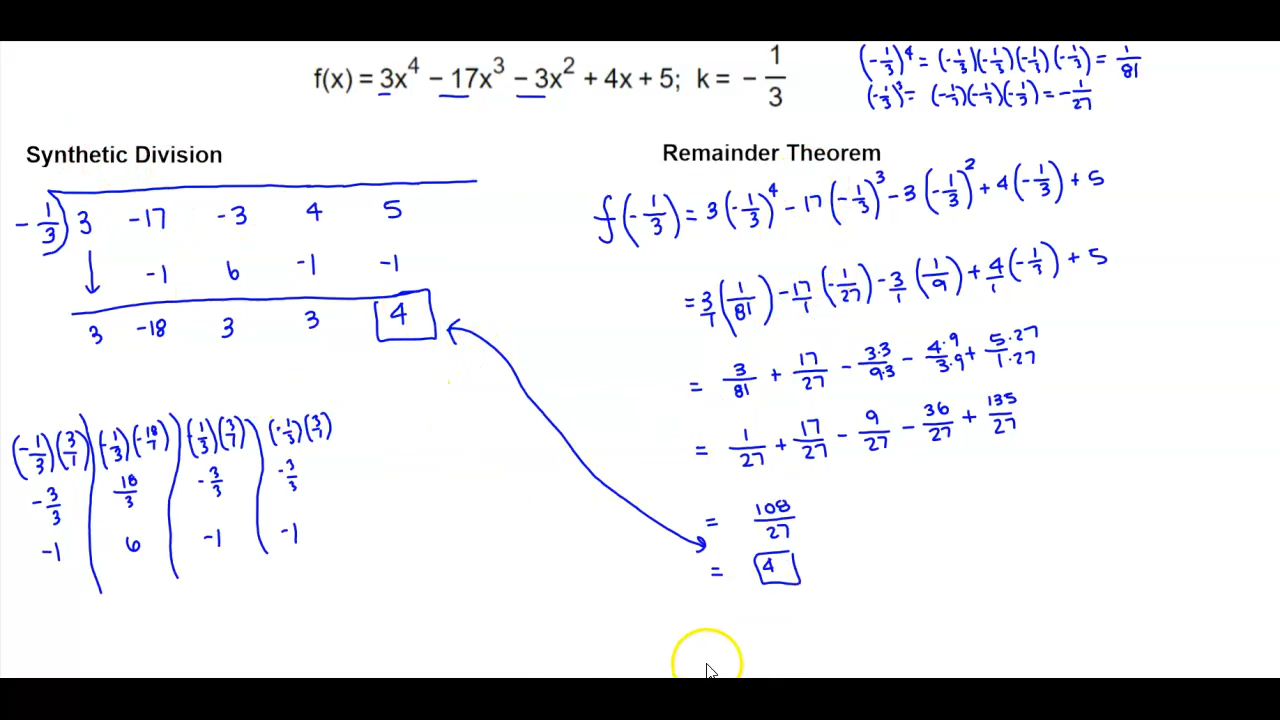 f(x) = 3x⁴ − 17x³ − 3x² + 4x + 5; k = − 1/3
(-1/3)⁴ = (-1/3)(-1/3)(-1/3)(-1/3) = 1/81
(-1/3)³ = (-1/3)(-1/3)(-1/3) = -1/27
Synthetic Division
-1/3) 3 -17 -3 4 5
↓ -1 6 -1 -1
3 -18 3 3 4
(-1/3)(3/1) (-1/3)(-18/1) (-1/3)(3/1) (-1/3)(3/1)
-3/3 18/3 -3/3 -3/3
-1 6 -1 -1
Remainder Theorem
f(-1/3) = 3(-1/3)⁴ - 17(-1/3)³ - 3(-1/3)² + 4(-1/3) + 5
= 3/1(1/81) - 17/1(-1/27) - 3/1(1/9) + 4/1(-1/3) + 5
= 3/81 + 17/27 - 3·3/9·3 - 4·9/3·9 + 5·27/1·27
= 1/27 + 17/27 - 9/27 - 36/27 + 135/27
= 108/27
= 4